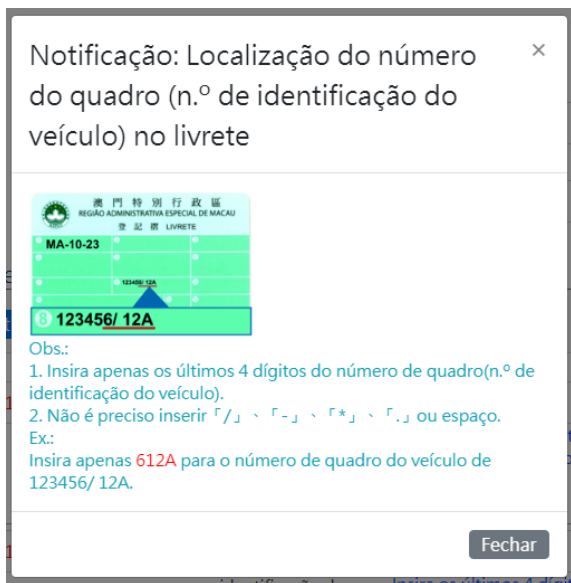 Notificação: Localização do número
×
do quadro (n.º de identificação do
veículo) no livrete
澳門特別行政區
REGIÃO ADMINISTRATIVA ESPECIAL DE MACAU
登記摺 LIVRETE
MA-10-23
123456/ 12A
8 123456/ 12A
Obs.:
1. Insira apenas os últimos 4 dígitos do número de quadro(n.º de
identificação do veículo).
2. Não é preciso inserir「/」、「-」、「*」、「.」ou espaço.
Ex.:
Insira apenas 612A para o número de quadro do veículo de
123456/ 12A.
Fechar